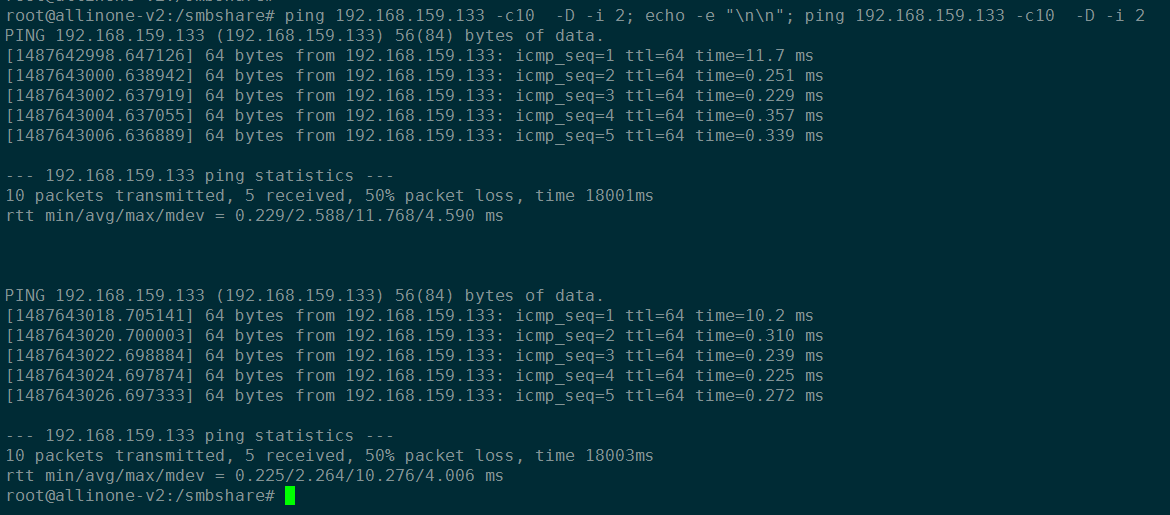 root@allinone-v2:/smbshare#
root@allinone-v2:/smbshare# ping 192.168.159.133 -c10  -D -i 2; echo -e "\n\n"; ping 192.168.159.133 -c10  -D -i 2
PING 192.168.159.133 (192.168.159.133) 56(84) bytes of data.
[1487642998.647126] 64 bytes from 192.168.159.133: icmp_seq=1 ttl=64 time=11.7 ms
[1487643000.638942] 64 bytes from 192.168.159.133: icmp_seq=2 ttl=64 time=0.251 ms
[1487643002.637919] 64 bytes from 192.168.159.133: icmp_seq=3 ttl=64 time=0.229 ms
[1487643004.637055] 64 bytes from 192.168.159.133: icmp_seq=4 ttl=64 time=0.357 ms
[1487643006.636889] 64 bytes from 192.168.159.133: icmp_seq=5 ttl=64 time=0.339 ms

--- 192.168.159.133 ping statistics ---
10 packets transmitted, 5 received, 50% packet loss, time 18001ms
rtt min/avg/max/mdev = 0.229/2.588/11.768/4.590 ms

PING 192.168.159.133 (192.168.159.133) 56(84) bytes of data.
[1487643018.705141] 64 bytes from 192.168.159.133: icmp_seq=1 ttl=64 time=10.2 ms
[1487643020.700003] 64 bytes from 192.168.159.133: icmp_seq=2 ttl=64 time=0.310 ms
[1487643022.698884] 64 bytes from 192.168.159.133: icmp_seq=3 ttl=64 time=0.239 ms
[1487643024.697874] 64 bytes from 192.168.159.133: icmp_seq=4 ttl=64 time=0.225 ms
[1487643026.697333] 64 bytes from 192.168.159.133: icmp_seq=5 ttl=64 time=0.272 ms

--- 192.168.159.133 ping statistics ---
10 packets transmitted, 5 received, 50% packet loss, time 18003ms
rtt min/avg/max/mdev = 0.225/2.264/10.276/4.006 ms
root@allinone-v2:/smbshare#